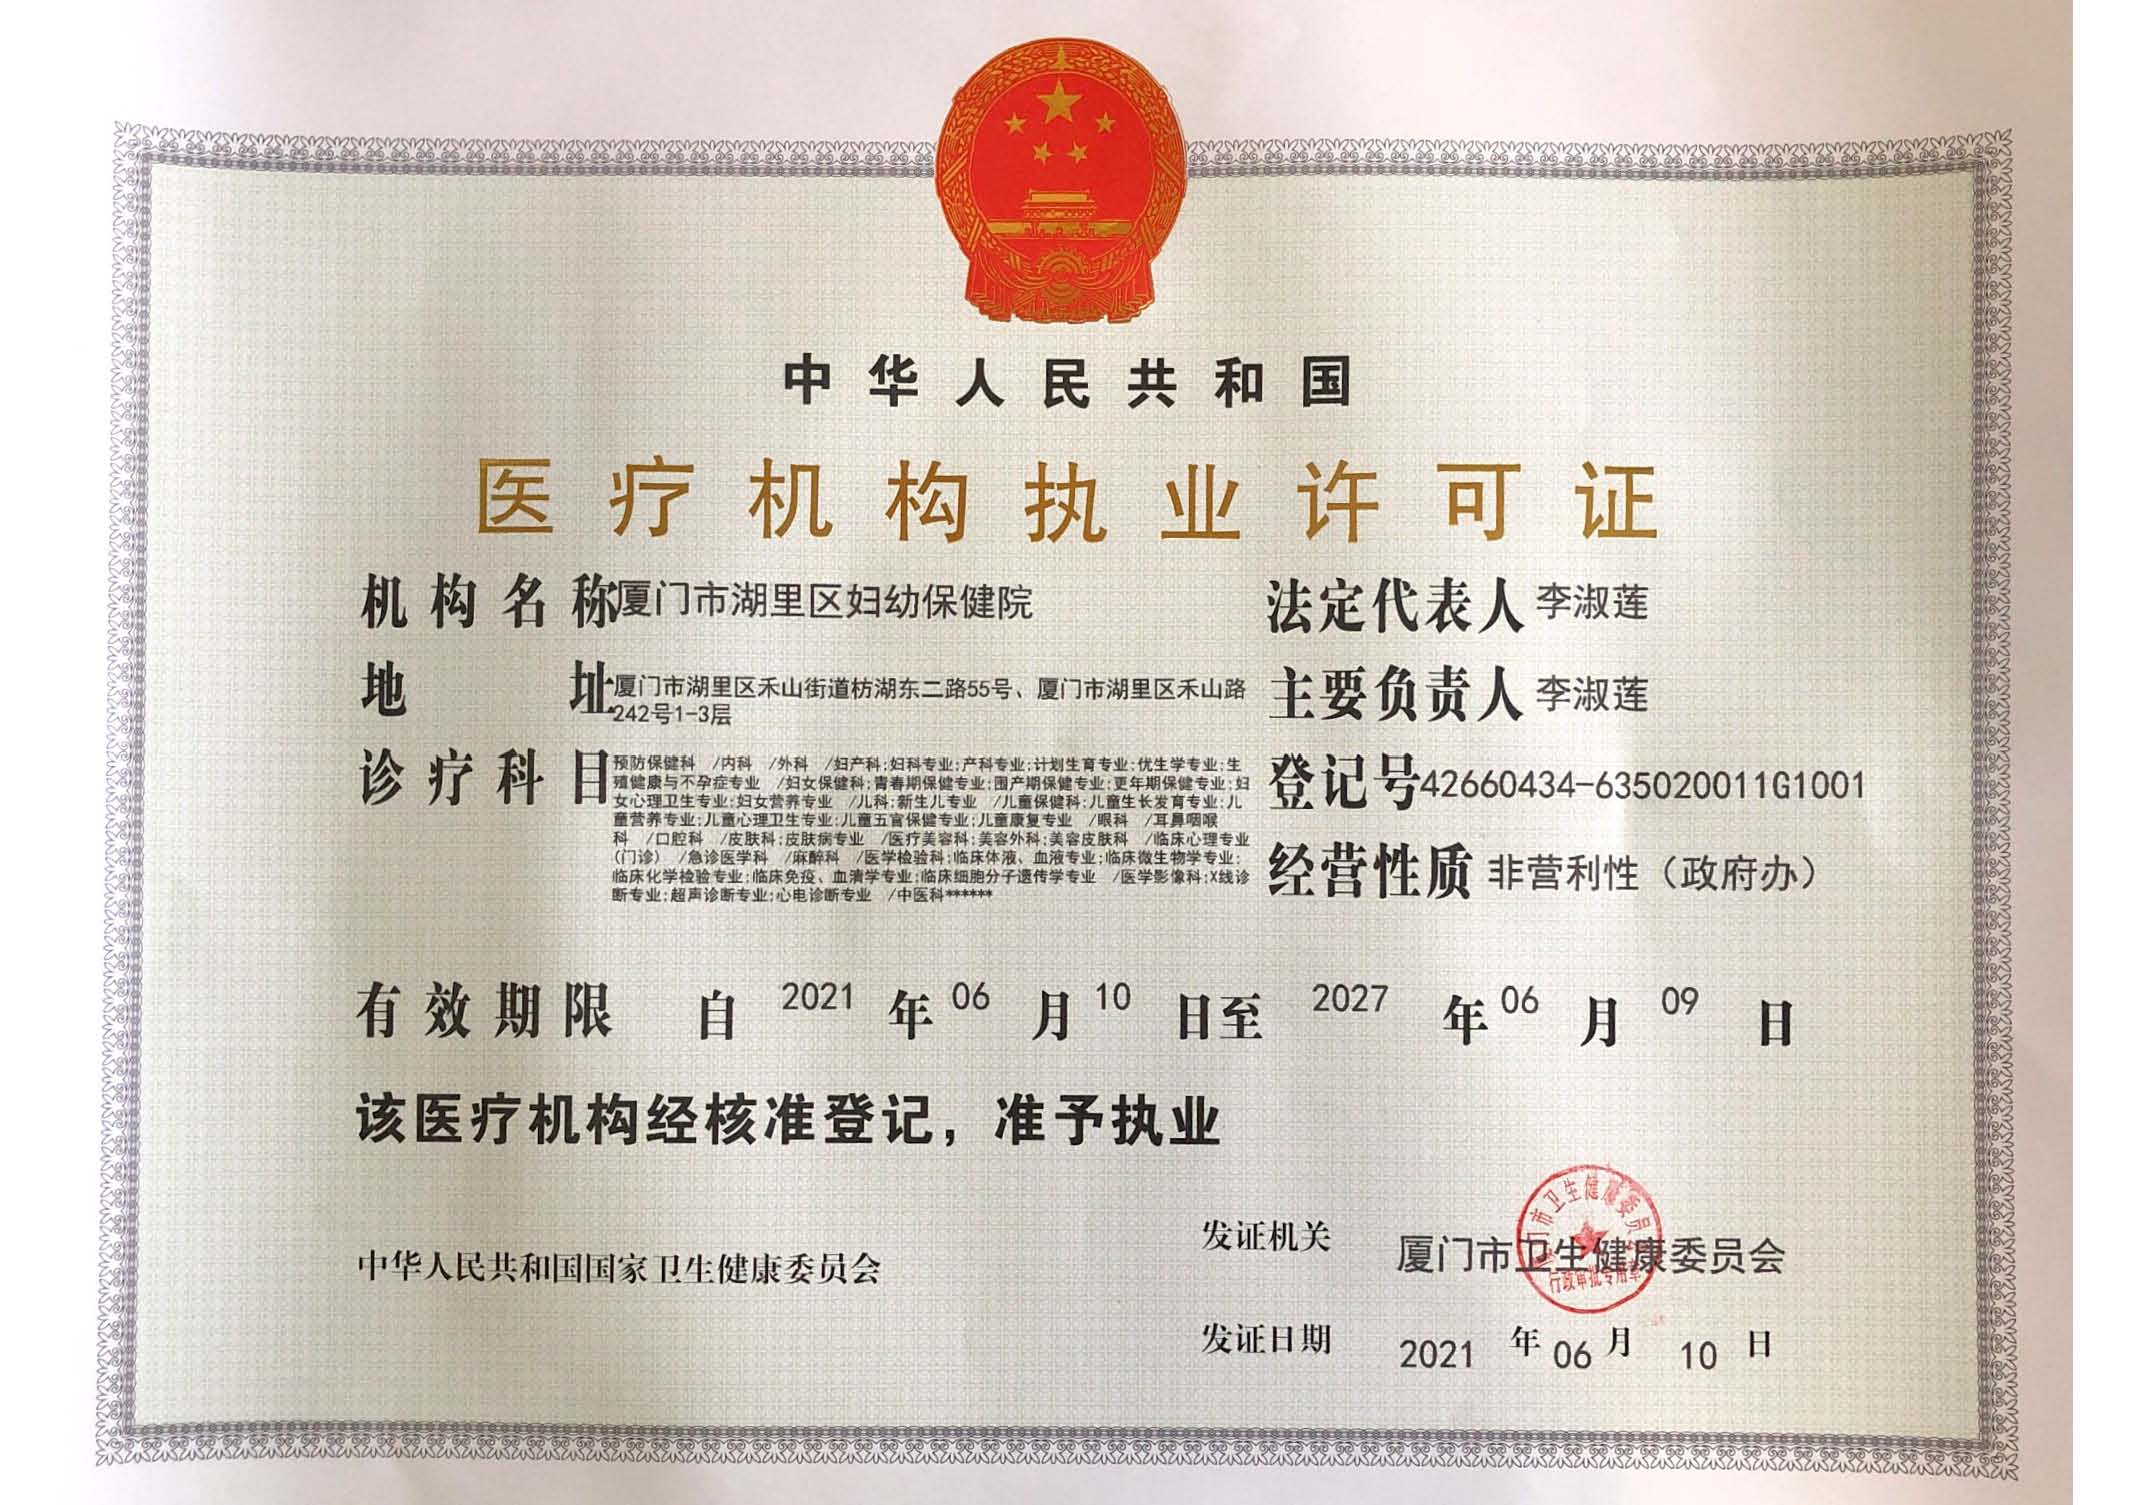 中华人民共和国
医疗机构执业许可证
机构名称 厦门市湖里区妇幼保健院
法定代表人 李淑莲
地址 厦门市湖里区禾山街道枋湖东二路55号、厦门市湖里区禾山路
242号1-3层
主要负责人 李淑莲
诊疗科目 预防保健科 /内科 /外科 /妇产科;妇科专业;产科专业;计划生育专业;优生学专业;生
殖健康与不孕症专业 /妇女保健科;青春期保健专业;围产期保健专业;更年期保健专业;妇
女心理卫生专业;妇女营养专业 /儿科;新生儿专业 /儿童保健科;儿童生长发育专业;儿
童营养专业;儿童心理卫生专业;儿童五官保健专业;儿童康复专业 /眼科 /耳鼻咽喉
科 /口腔科 /皮肤科;皮肤病专业 /医疗美容科;美容外科;美容皮肤科 /临床心理专业
(门诊) /急诊医学科 /麻醉科 /医学检验科;临床体液、血液专业;临床微生物学专业;
临床化学检验专业;临床免疫、血清学专业;临床细胞分子遗传学专业 /医学影像科;X线诊
断专业;超声诊断专业;心电诊断专业 /中医科******
登记号 42660434-635020011G1001
经营性质 非营利性（政府办）
有效期限 自 2021 年 06 月 10 日至 2027 年 06 月 09 日
该医疗机构经核准登记，准予执业
中华人民共和国国家卫生健康委员会
发证机关 厦门市卫生健康委员会
厦门市卫生健康委员会
行政审批专用章
发证日期 2021 年 06 月 10 日